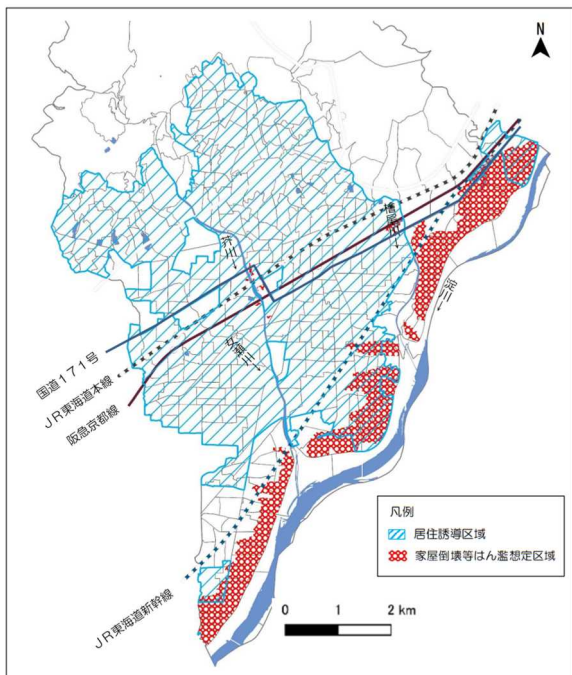 N
芥川
檜尾川
淀川
女瀬川
国道171号
JR東海道本線
阪急京都線
JR東海道新幹線
凡例
居住誘導区域
家屋倒壊等はん濫想定区域
0 1 2 km